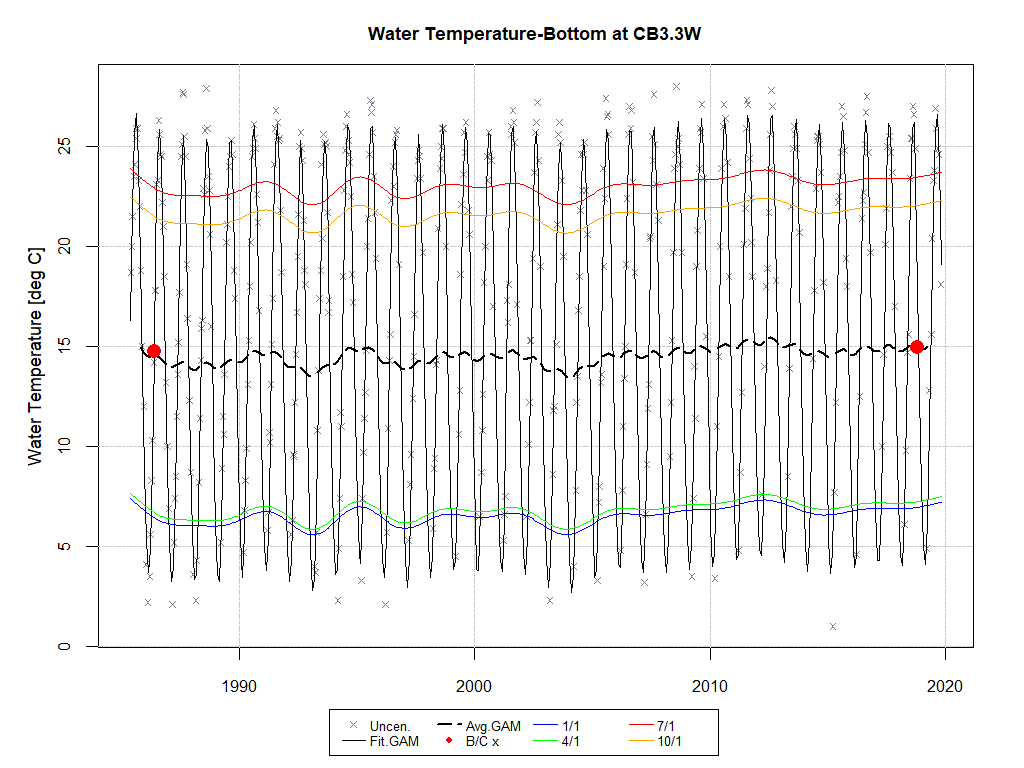 Water Temperature-Bottom at CB3.3W
Water Temperature [deg C]
25
20
15
10
5
0
1990 2000 2010 2020
Uncen. Avg.GAM 1/1 7/1
Fit.GAM B/C x 4/1 10/1